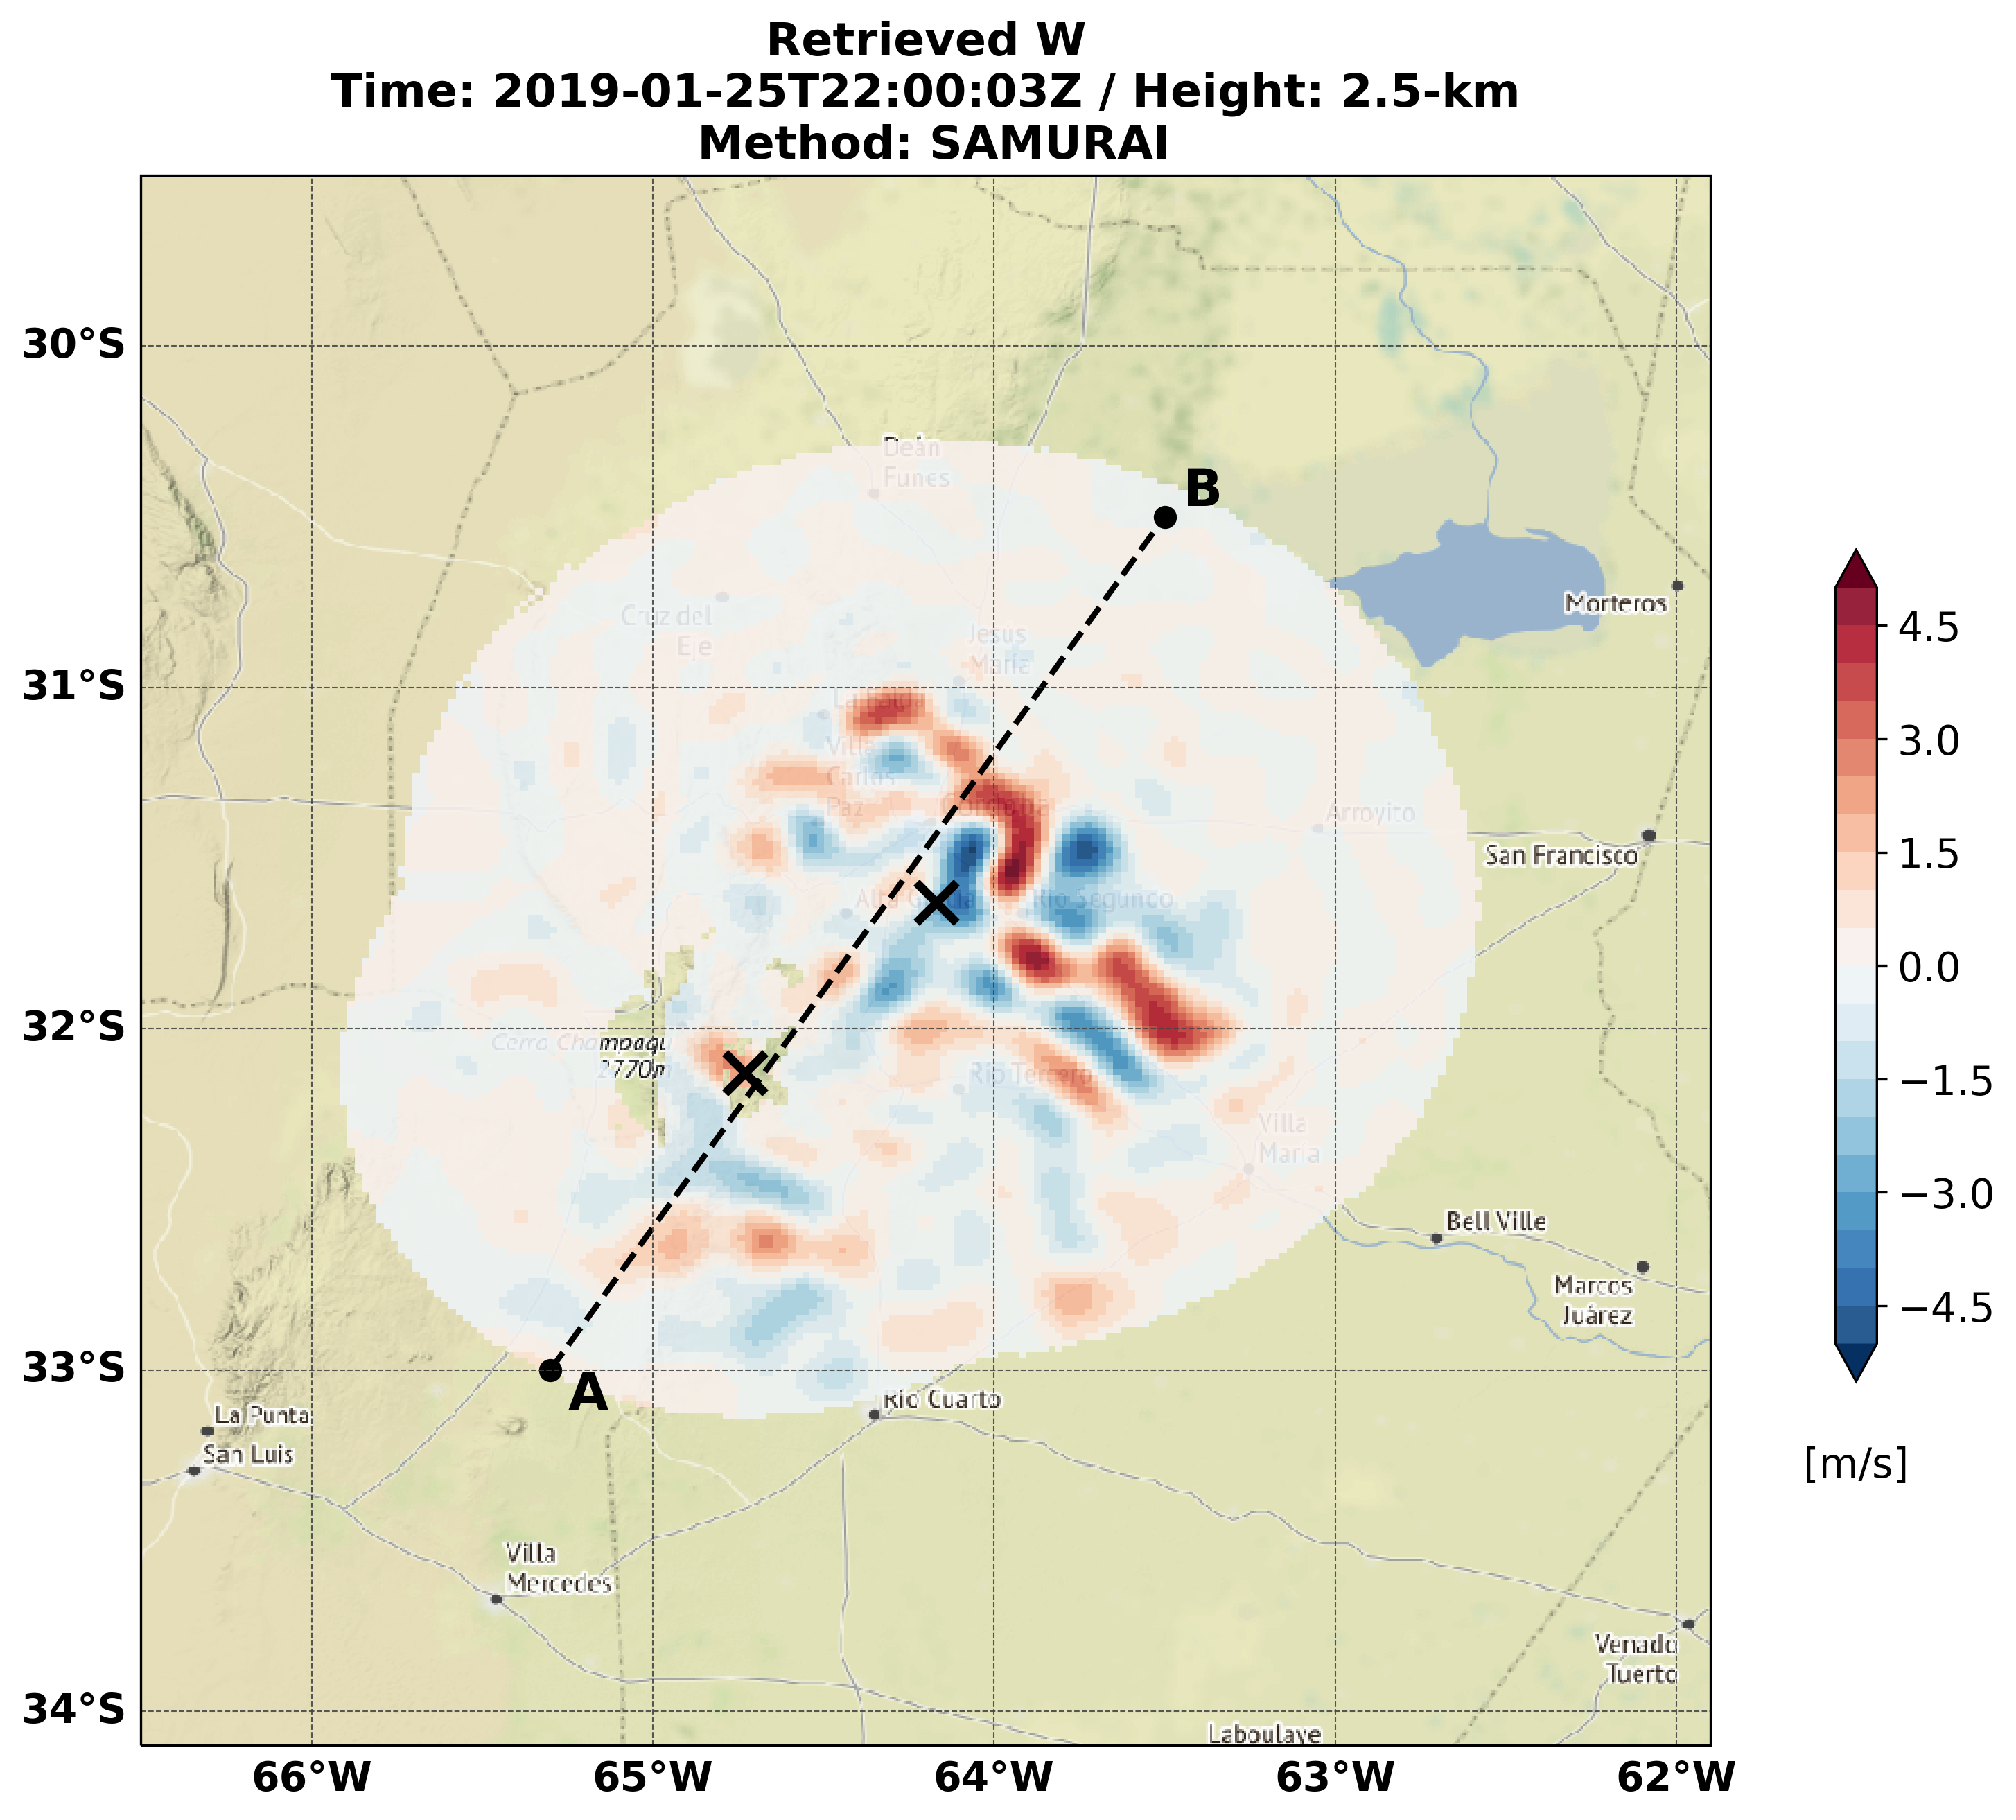 Retrieved W
Time: 2019-01-25T22:00:03Z / Height: 2.5-km
Method: SAMURAI
30°S
31°S
32°S
33°S
34°S
66°W
65°W
64°W
63°W
62°W
Deán
Funes
B
Cruz del
Eje
Jesús
María
Morteros
Villa
Carlos
Paz
Arroyito
San Francisco
Río Segundo
Cerro Champaquí
2770m
Río Tercero
Villa
María
Bell Ville
Marcos
Juárez
A
Río Cuarto
La Punta
San Luis
Villa
Mercedes
Venado
Tuerto
Laboulaye
4.5
3.0
1.5
0.0
−1.5
−3.0
−4.5
[m/s]